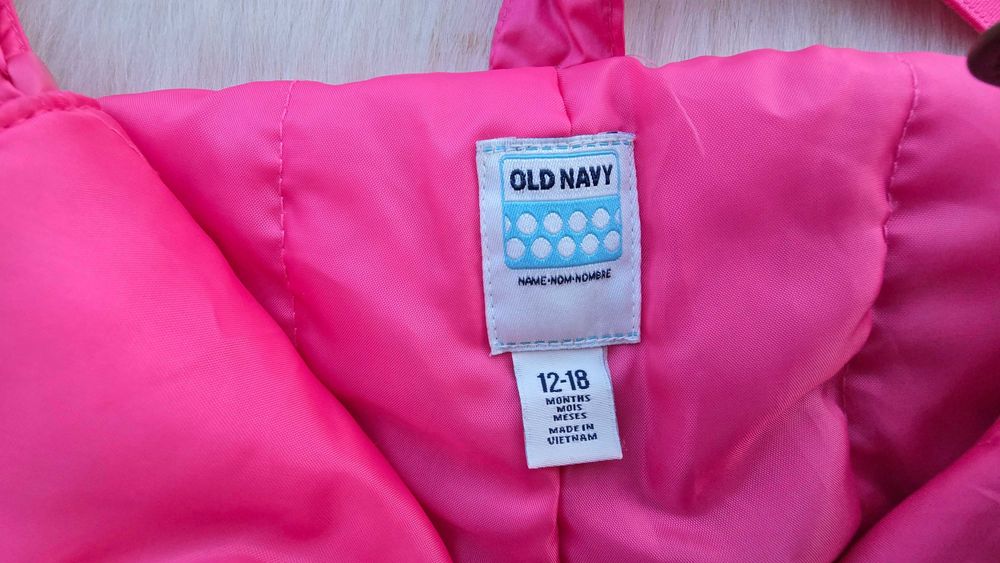 OLD NAVY
NAME•NOM•NOMBRE
12-18
MONTHS
MOIS
MESES
MADE IN
VIETNAM